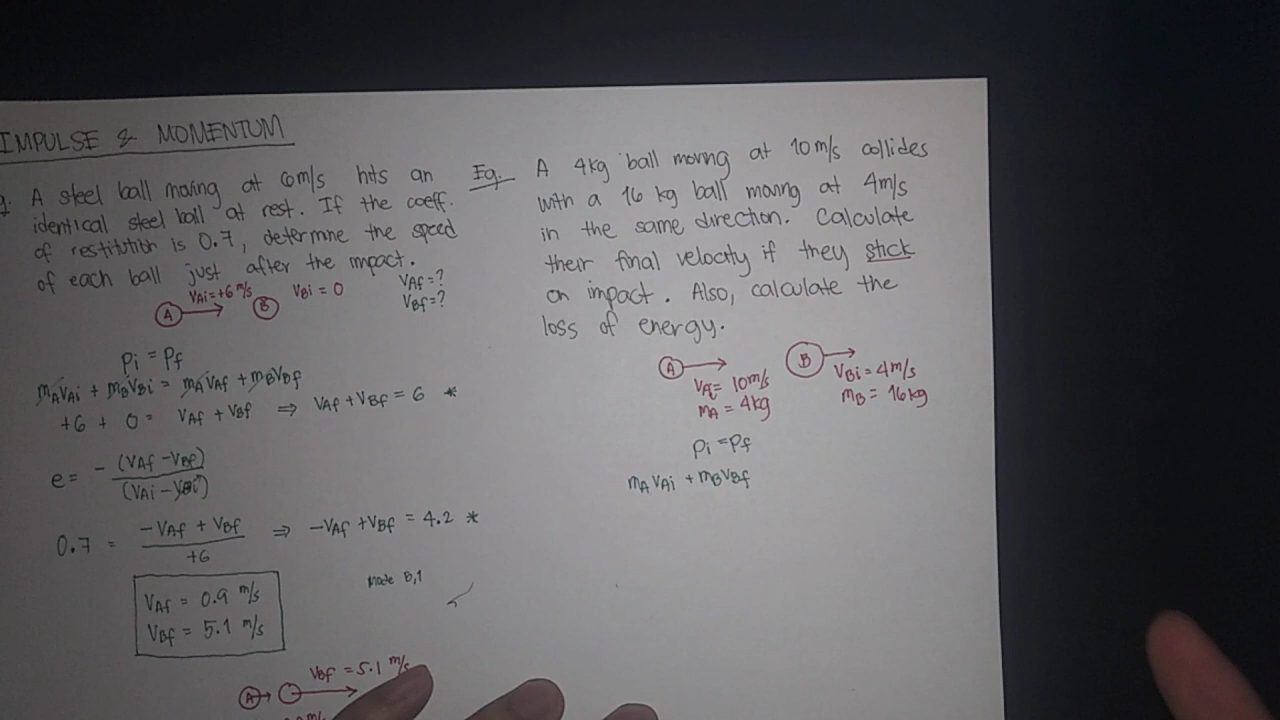 IMPULSE & MOMENTUM
A steel ball moving at 6m/s hits an
identical steel ball at rest. If the coeff.
of restitution is 0.7, determine the speed
of each ball just after the impact.
VAi=+6 m/s
A
B
VBi = 0
VAf =?
VBf =?
Pi = Pf
mAVAi + mBVBi = mAVAf + mBVBf
+6 + 0 = VAf + VBf ⇒ VAf + VBf = 6 *
e = - (VAf - VBf)
(VAi - VBi)
0.7 = -VAf + VBf ⇒ -VAf + VBf = 4.2 *
+6
Mode 5,1
VAf = 0.9 m/s
VBf = 5.1 m/s
VBf = 5.1 m/s
A
Eg. A 4kg ball moving at 10m/s collides
with a 16 kg ball moving at 4m/s
in the same direction. Calculate
their final velocity if they stick
on impact. Also, calculate the
loss of energy.
A
B
VAi = 10m/s
mA = 4kg
VBi = 4m/s
mB = 16kg
Pi = Pf
mAVAi + mBVBf